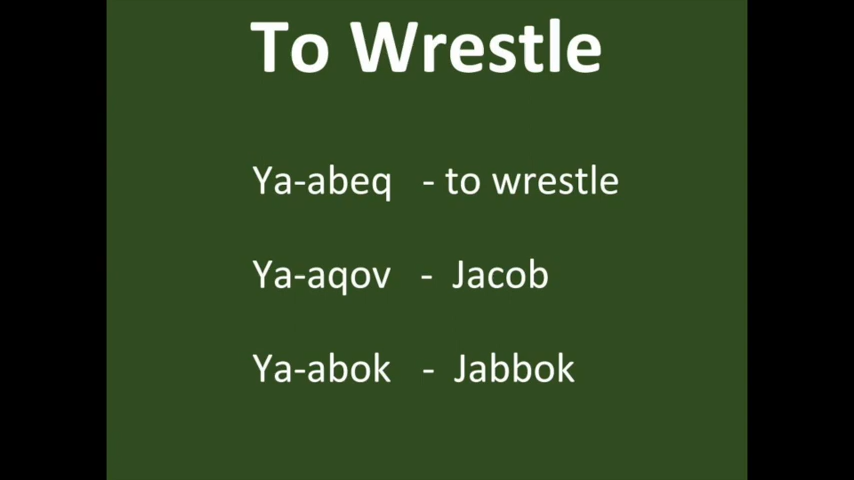 To Wrestle
Ya-abeq - to wrestle
Ya-aqov - Jacob
Ya-abok - Jabbok